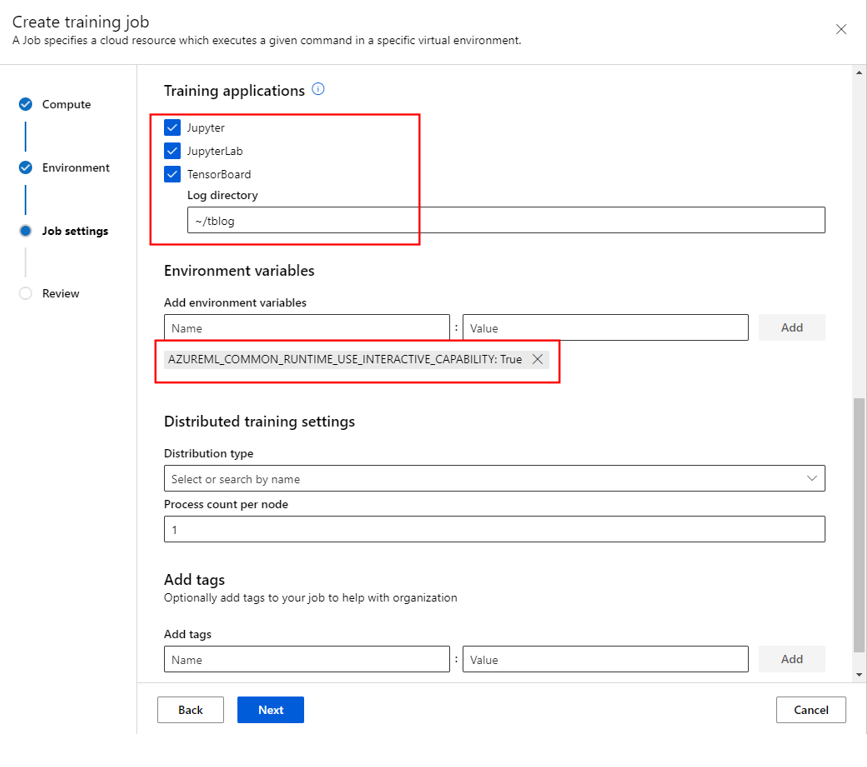 Create training job
A Job specifies a cloud resource which executes a given command in a specific virtual environment.
Compute
Environment
Job settings
Review
Training applications
Jupyter
JupyterLab
TensorBoard
Log directory
~/tblog
Environment variables
Add environment variables
Name : Value Add
AZUREML_COMMON_RUNTIME_USE_INTERACTIVE_CAPABILITY: True
Distributed training settings
Distribution type
Select or search by name
Process count per node
1
Add tags
Optionally add tags to your job to help with organization
Add tags
Name : Value Add
Back Next Cancel